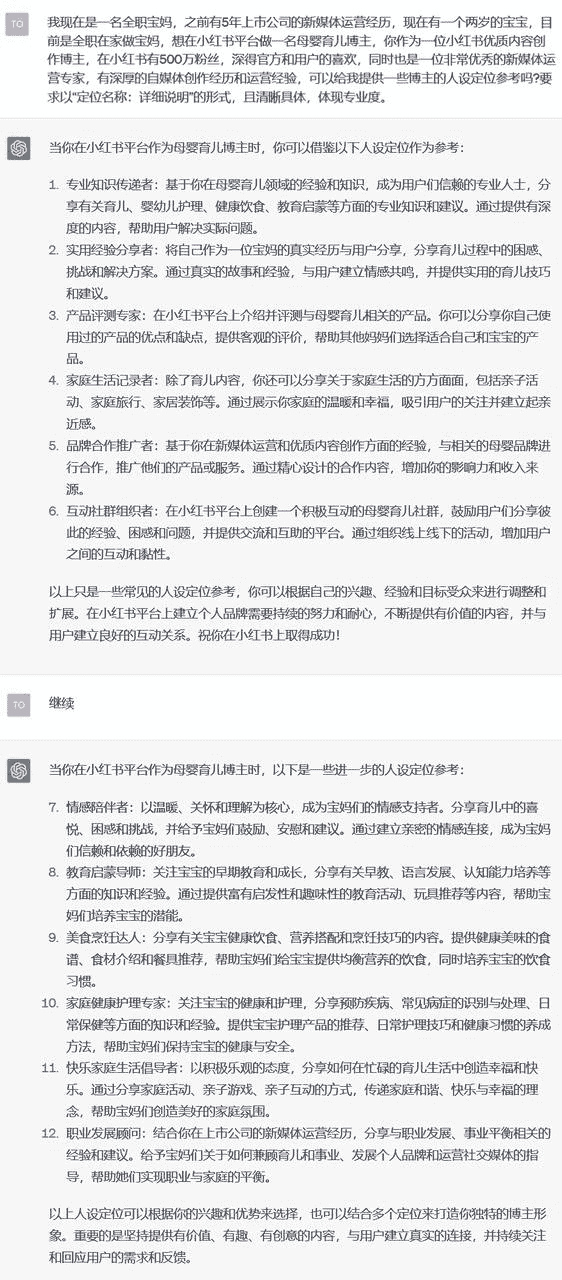 TO
我现在是一名全职宝妈，之前有5年上市公司的新媒体运营经历，现在有一个两岁的宝宝，目
前是全职在家做宝妈，想在小红书平台做一名母婴育儿博主，你作为一位小红书优质内容创
作博主，在小红书有500万粉丝，深得官方和用户的喜欢，同时也是一位非常优秀的新媒体运
营专家，有深厚的自媒体创作经历和运营经验，可以给我提供一些博主的人设定位参考吗?要
求以"定位名称：详细说明"的形式，且清晰具体，体现专业度。
当你在小红书平台作为母婴育儿博主时，你可以借鉴以下人设定位作为参考：
1. 专业知识传递者：基于你在母婴育儿领域的经验和知识，成为用户们信赖的专业人士，分
享有关育儿、婴幼儿护理、健康饮食、教育启蒙等方面的专业知识和建议。通过提供有深
度的内容，帮助用户解决实际问题。
2. 实用经验分享者：将自己作为一位宝妈的真实经历与用户分享，分享育儿过程中的困惑、
挑战和解决方案。通过真实的故事和经验，与用户建立情感共鸣，并提供实用的育儿技巧
和建议。
3. 产品评测专家：在小红书平台上介绍并评测与母婴育儿相关的产品。你可以分享你自己使
用过的产品的优点和缺点，提供客观的评价，帮助其他妈妈们选择适合自己和宝宝的产
品。
4. 家庭生活记录者：除了育儿内容，你还可以分享关于家庭生活的方方面面，包括亲子活
动、家庭旅行、家居装饰等。通过展示你家庭的温暖和幸福，吸引用户的关注并建立起亲
近感。
5. 品牌合作推广者：基于你在新媒体运营和优质内容创作方面的经验，与相关的母婴品牌进
行合作，推广他们的产品或服务。通过精心设计的合作内容，增加你的影响力和收入来
源。
6. 互动社群组织者：在小红书平台上创建一个积极互动的母婴育儿社群，鼓励用户们分享彼
此的经验、困惑和问题，并提供交流和互助的平台。通过组织线上线下的活动，增加用户
之间的互动和黏性。
以上只是一些常见的人设定位参考，你可以根据自己的兴趣、经验和目标受众来进行调整和
扩展。在小红书平台上建立个人品牌需要持续的努力和耐心，不断提供有价值的内容，并与
用户建立良好的互动关系。祝你在小红书上取得成功！
TO
继续
当你在小红书平台作为母婴育儿博主时，以下是一些进一步的人设定位参考：
7. 情感陪伴者：以温暖、关怀和理解为核心，成为宝妈们的情感支持者。分享育儿中的喜
悦、困惑和挑战，并给予宝妈们鼓励、安慰和建议。通过建立亲密的情感连接，成为宝妈
们信赖和依赖的好朋友。
8. 教育启蒙导师：关注宝宝的早期教育和成长，分享有关早教、语言发展、认知能力培养等
方面的知识和经验。通过提供富有启发性和趣味性的教育活动、玩具推荐等内容，帮助宝
妈们培养宝宝的潜能。
9. 美食烹饪达人：分享有关宝宝健康饮食、营养搭配和烹饪技巧的内容。提供健康美味的食
谱、食材介绍和餐具推荐，帮助宝妈们给宝宝提供均衡营养的饮食，同时培养宝宝的饮食
习惯。
10. 家庭健康护理专家：关注宝宝的健康和护理，分享预防疾病、常见病症的识别与处理、日
常保健等方面的知识和经验。提供宝宝护理产品的推荐、日常护理技巧和健康习惯的养成
方法，帮助宝妈们保持宝宝的健康与安全。
11. 快乐家庭生活倡导者：以积极乐观的态度，分享如何在忙碌的育儿生活中创造幸福和快
乐。通过分享家庭活动、亲子游戏、亲子互动的方式，传递家庭和谐、快乐与幸福的理
念，帮助宝妈们创造美好的家庭氛围。
12. 职业发展顾问：结合你在上市公司的新媒体运营经历，分享与职业发展、事业平衡相关的
经验和建议。给予宝妈们关于如何兼顾育儿和事业、发展个人品牌和运营社交媒体的指
导，帮助她们实现职业与家庭的平衡。
以上人设定位可以根据你的兴趣和优势来选择，也可以结合多个定位来打造你独特的博主形
象。重要的是坚持提供有价值、有趣、有创意的内容，与用户建立真实的连接，并持续关注
和回应用户的需求和反馈。